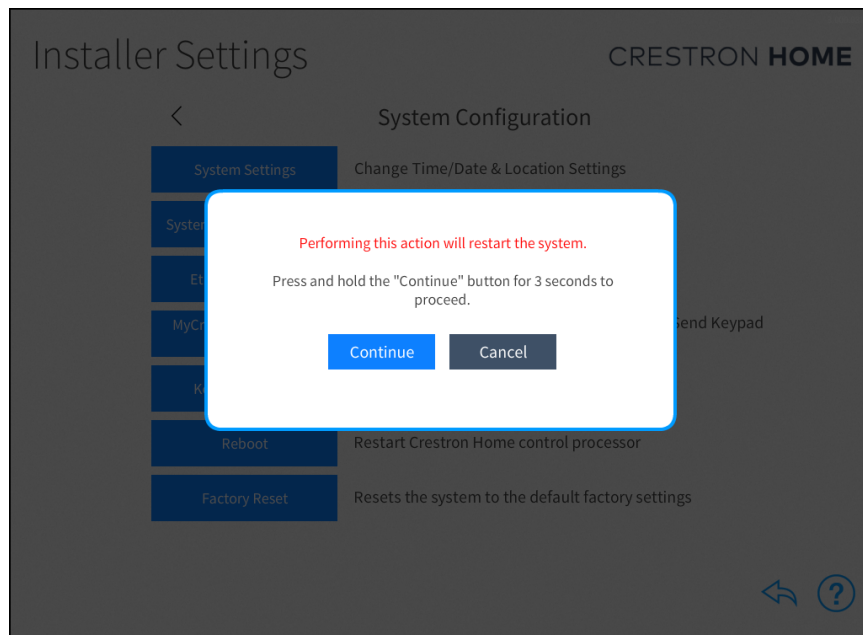 Installer Settings
CRESTRON HOME
System Configuration
System Settings
Change Time/Date & Location Settings
Performing this action will restart the system.
Press and hold the "Continue" button for 3 seconds to
proceed.
Send Keypad
Continue
Cancel
Reboot
Restart Crestron Home control processor
Factory Reset
Resets the system to the default factory settings
?